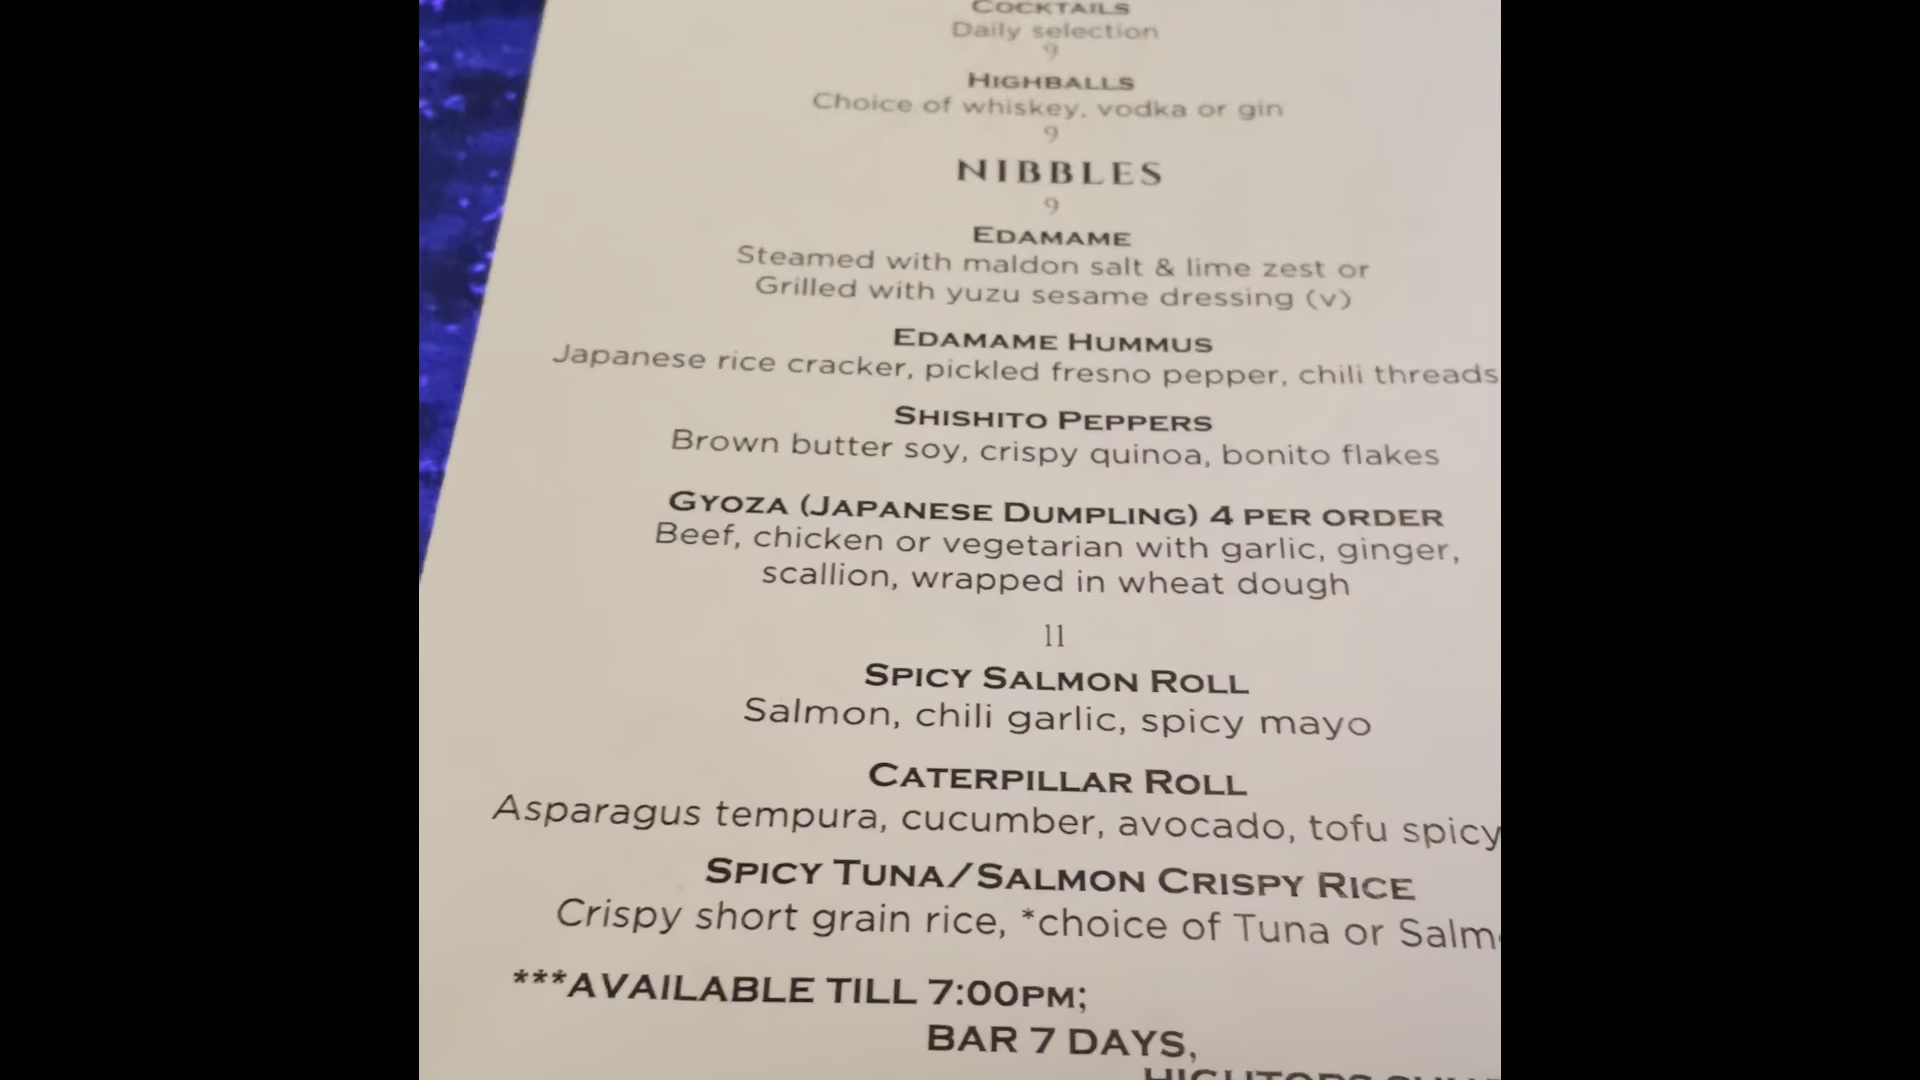 COCKTAILS
Daily selection
9
HIGHBALLS
Choice of whiskey, vodka or gin
9
NIBBLES
9
EDAMAME
Steamed with maldon salt & lime zest or
Grilled with yuzu sesame dressing (v)
EDAMAME HUMMUS
Japanese rice cracker, pickled fresno pepper, chili threads
SHISHITO PEPPERS
Brown butter soy, crispy quinoa, bonito flakes
GYOZA (JAPANESE DUMPLING) 4 PER ORDER
Beef, chicken or vegetarian with garlic, ginger,
scallion, wrapped in wheat dough
11
SPICY SALMON ROLL
Salmon, chili garlic, spicy mayo
CATERPILLAR ROLL
Asparagus tempura, cucumber, avocado, tofu spicy
SPICY TUNA/SALMON CRISPY RICE
Crispy short grain rice, *choice of Tuna or
***AVAILABLE TILL 7:00PM;
BAR 7 DAYS,